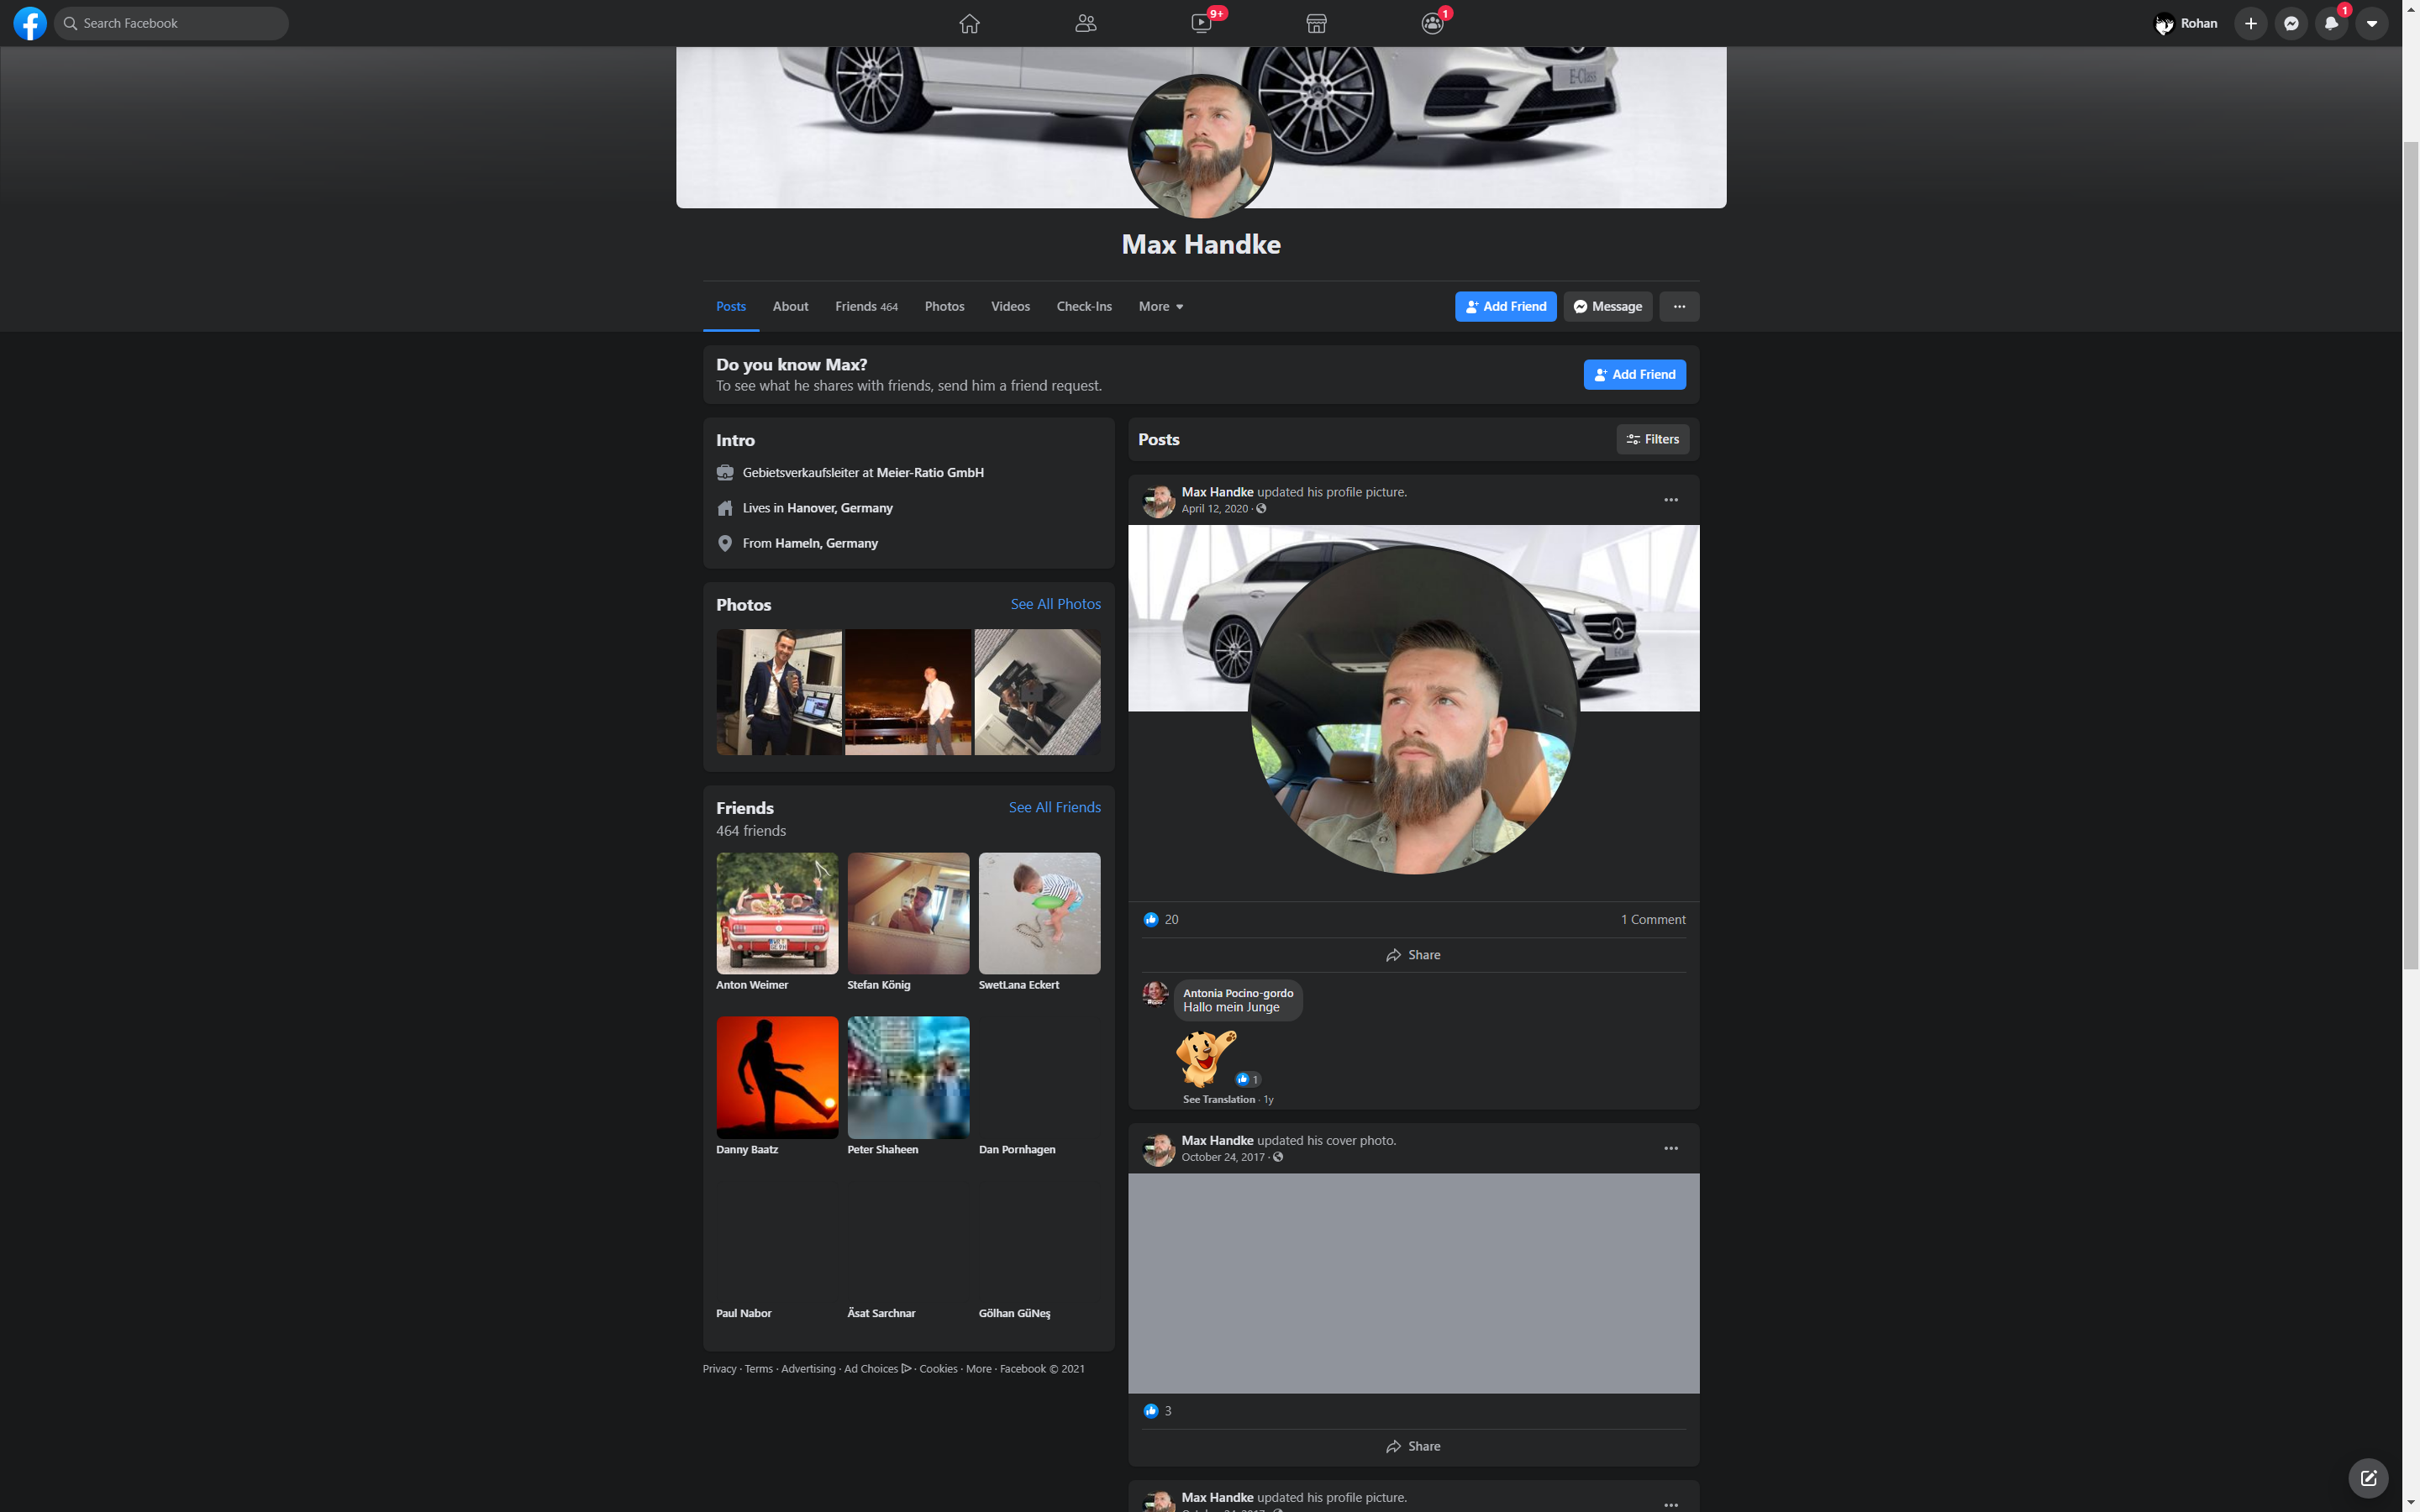 Search Facebook
9+
1
Rohan
1
E-Class
Max Handke
Posts
About
Friends 464
Photos
Videos
Check-Ins
More
Add Friend
Message
Do you know Max?
To see what he shares with friends, send him a friend request.
Add Friend
Intro
Gebietsverkaufsleiter at Meier-Ratio GmbH
Lives in Hanover, Germany
From Hameln, Germany
Photos
See All Photos
Friends
See All Friends
464 friends
Anton Weimer
Stefan König
SwetLana Eckert
Danny Baatz
Peter Shaheen
Dan Pornhagen
Paul Nabor
Äsat Sarchnar
Gölhan GüNeş
Privacy · Terms · Advertising · Ad Choices · Cookies · More · Facebook © 2021
Posts
Filters
Max Handke updated his profile picture.
April 12, 2020 ·
E-Class
20
1 Comment
Share
Antonia Pocino-gordo
Hallo mein Junge
1
See Translation · 1y
Max Handke updated his cover photo.
October 24, 2017 ·
3
Share
Max Handke updated his profile picture.